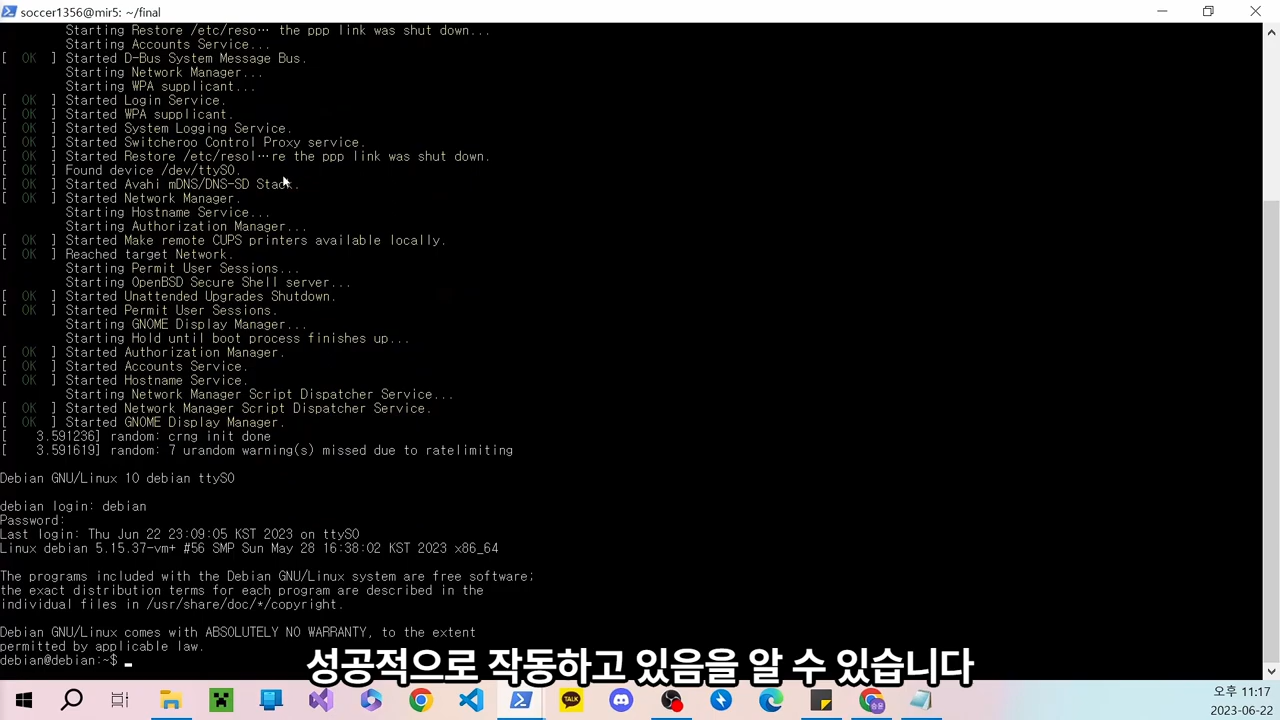 soccer1356@mir5: ~/final
Starting Restore /etc/reso… the ppp link was shut down...
Starting Accounts Service...
[ OK ] Started D-Bus System Message Bus.
Starting Network Manager...
Starting WPA supplicant...
[ OK ] Started Login Service.
[ OK ] Started WPA supplicant.
[ OK ] Started System Logging Service.
[ OK ] Started Switcheroo Control Proxy service.
[ OK ] Started Restore /etc/resol…re the ppp link was shut down.
[ OK ] Found device /dev/ttyS0.
[ OK ] Started Avahi mDNS/DNS-SD Stack.
[ OK ] Started Network Manager.
Starting Hostname Service...
Starting Authorization Manager...
[ OK ] Started Make remote CUPS printers available locally.
[ OK ] Reached target Network.
Starting Permit User Sessions...
Starting OpenBSD Secure Shell server...
[ OK ] Started Unattended Upgrades Shutdown.
[ OK ] Started Permit User Sessions.
Starting GNOME Display Manager...
Starting Hold until boot process finishes up...
[ OK ] Started Authorization Manager.
[ OK ] Started Accounts Service.
[ OK ] Started Hostname Service.
Starting Network Manager Script Dispatcher Service...
[ OK ] Started Network Manager Script Dispatcher Service.
[ OK ] Started GNOME Display Manager.
[ 3.591236] random: crng init done
[ 3.591619] random: 7 urandom warning(s) missed due to ratelimiting
Debian GNU/Linux 10 debian ttyS0
debian login: debian
Password:
Last login: Thu Jun 22 23:09:05 KST 2023 on ttyS0
Linux debian 5.15.37-vm+ #56 SMP Sun May 28 16:38:02 KST 2023 x86_64
The programs included with the Debian GNU/Linux system are free software;
the exact distribution terms for each program are described in the
individual files in /usr/share/doc/*/copyright.
Debian GNU/Linux comes with ABSOLUTELY NO WARRANTY, to the extent
permitted by applicable law.
debian@debian:~$
성공적으로 작동하고 있음을 알 수 있습니다
TALK
오후 11:17
2023-06-22